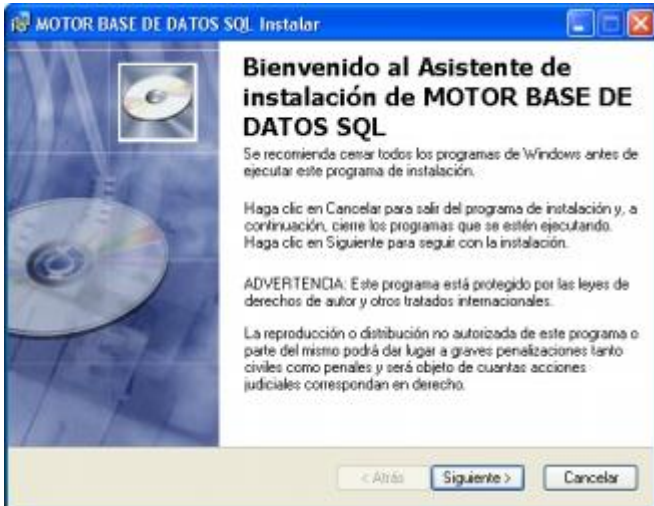 MOTOR BASE DE DATOS SQL Instalar
Bienvenido al Asistente de
instalación de MOTOR BASE DE
DATOS SQL
Se recomienda cerrar todos los programas de Windows antes de
ejecutar este programa de instalación.
Haga clic en Cancelar para salir del programa de instalación y, a
continuación, cierre los programas que se estén ejecutando.
Haga clic en Siguiente para seguir con la instalación.
ADVERTENCIA: Este programa está protegido por las leyes de
derechos de autor y otros tratados internacionales.
La reproducción o distribución no autorizada de este programa o
parte del mismo podrá dar lugar a graves penalizaciones tanto
civiles como penales y será objeto de cuantas acciones
judiciales correspondan en derecho.
< Atrás Siguiente > Cancelar